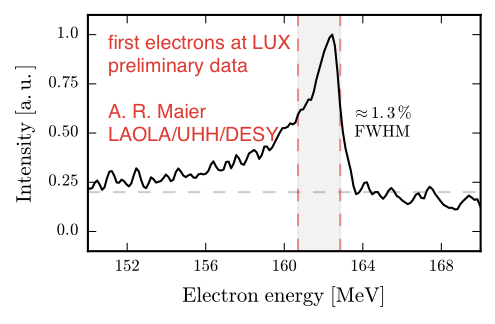 first electrons at LUX
preliminary data
A. R. Maier
LAOLA/UHH/DESY
≈ 1.3 %
FWHM
1.0
0.75
0.50
0.25
0.0
Intensity [a. u.]
152 156 160 164 168
Electron energy [MeV]